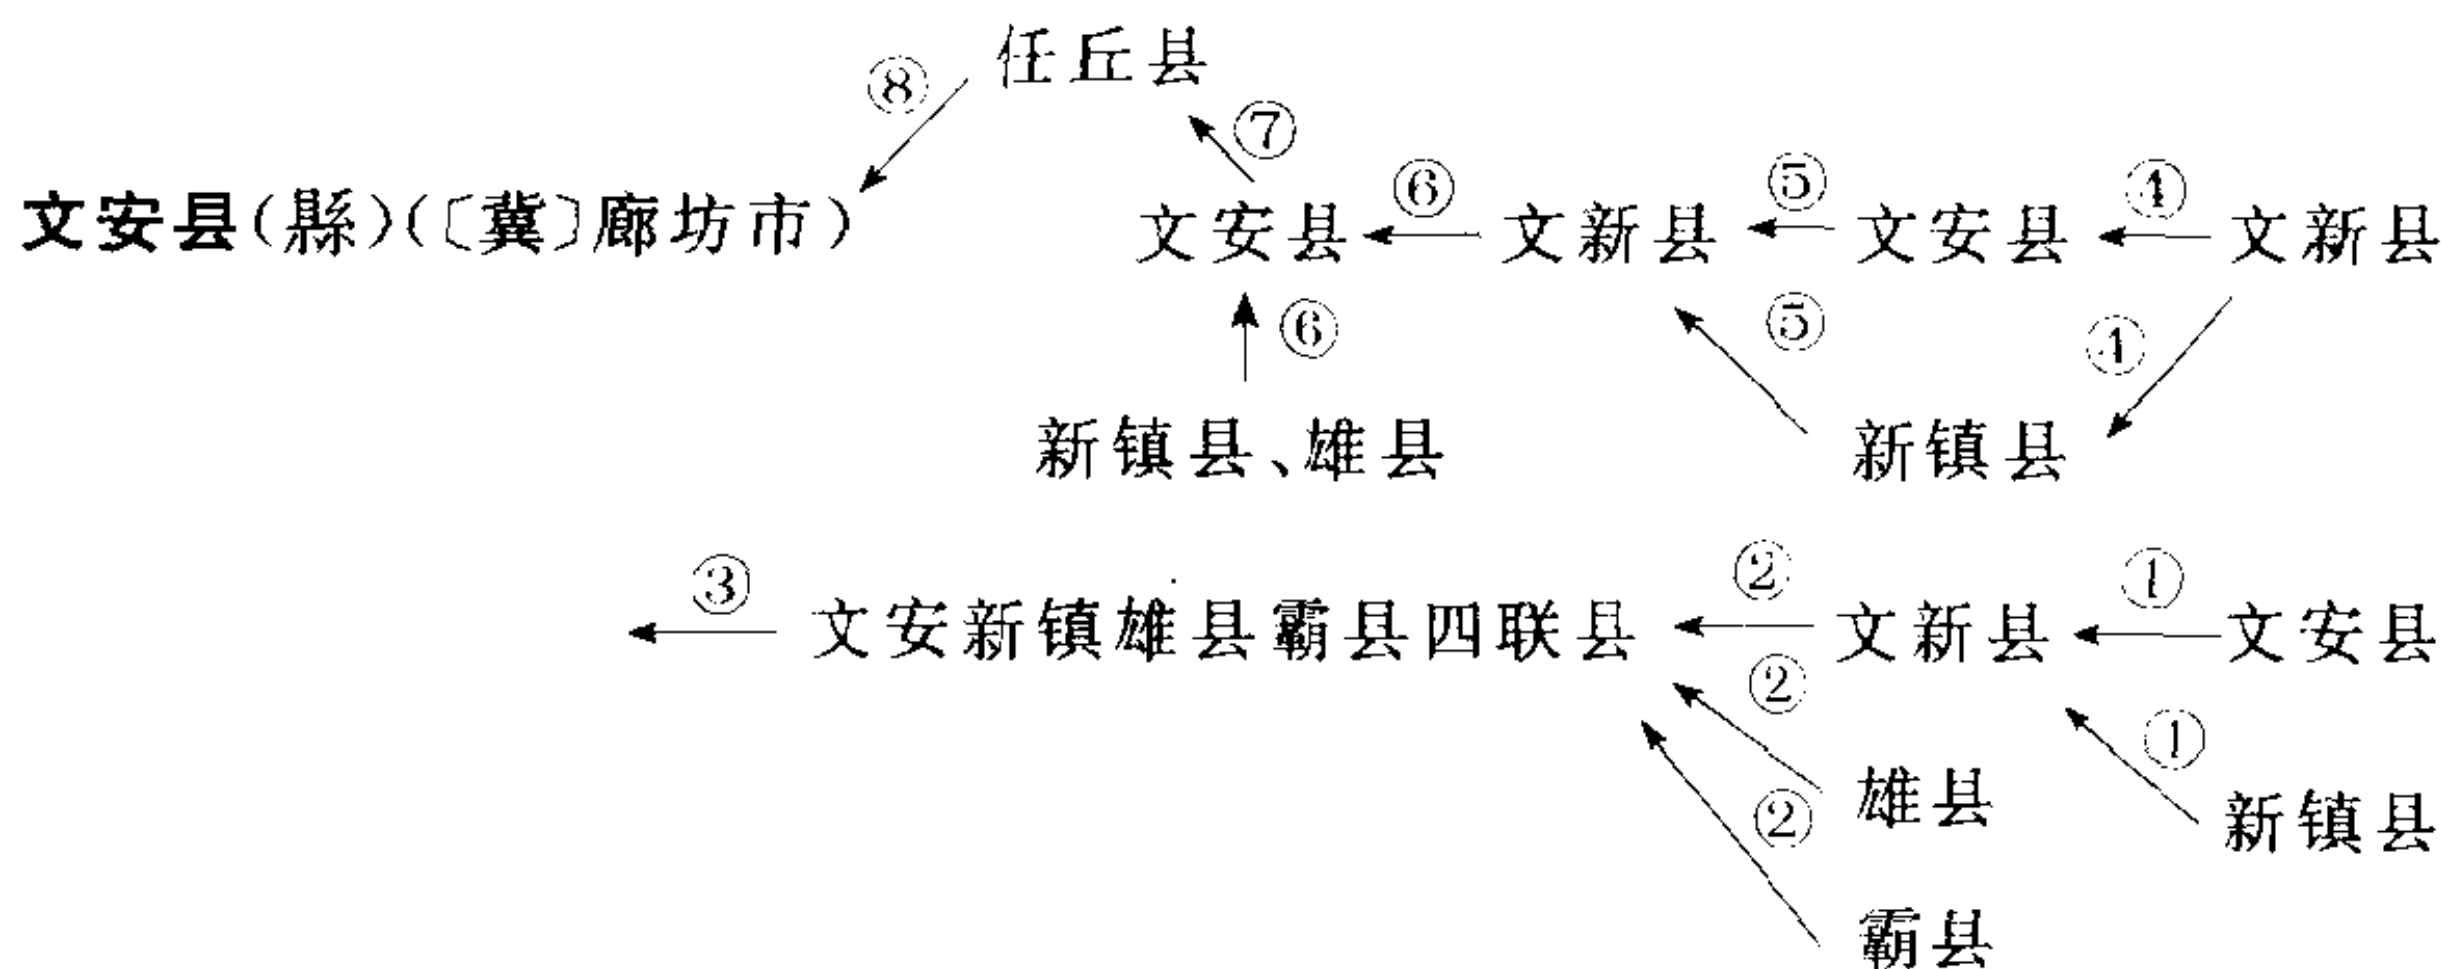 ⑧ 任丘县
⑦
文安县(縣)(〔冀〕廊坊市) 文安县 ⑥ 文新县 ⑤ 文安县 ④ 文新县
⑥ ⑤ ④
新镇县、雄县 新镇县
③ 文安新镇雄县霸县四联县 ② 文新县 ① 文安县
② ①
② 雄县 新镇县
霸县